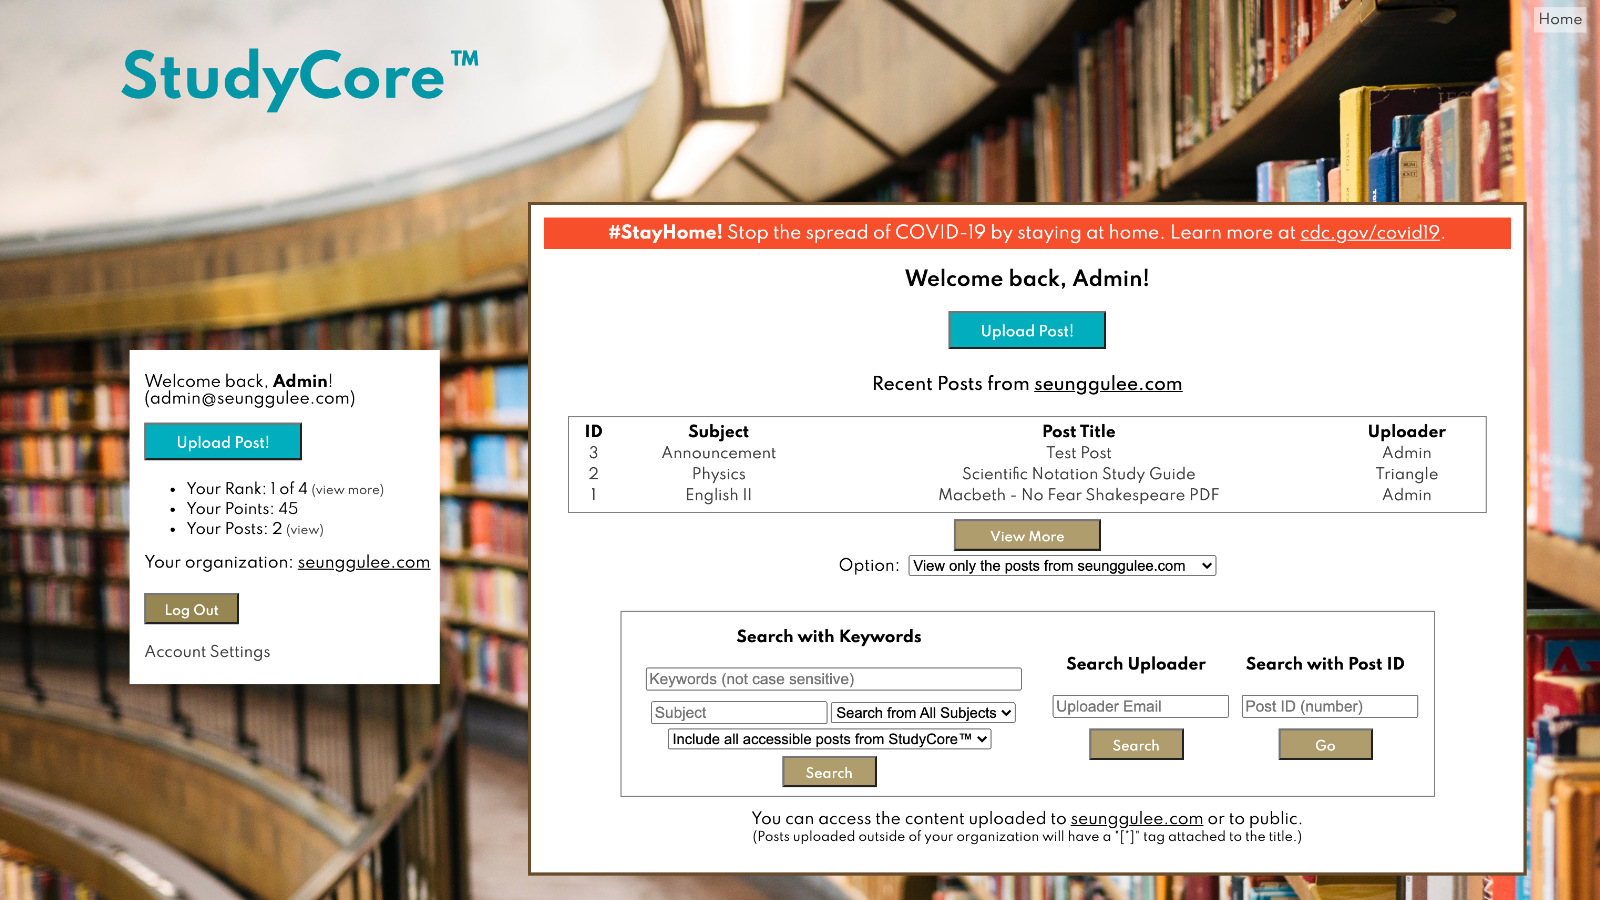 Home
StudyCore™
#StayHome! Stop the spread of COVID-19 by staying at home. Learn more at cdc.gov/covid19.
Welcome back, Admin!
Upload Post!
Recent Posts from seunggulee.com
ID Subject Post Title Uploader
3 Announcement Test Post Admin
2 Physics Scientific Notation Study Guide Triangle
1 English II Macbeth - No Fear Shakespeare PDF Admin
View More
Option: View only the posts from seunggulee.com
Welcome back, Admin!
(admin@seunggulee.com)
Upload Post!
• Your Rank: 1 of 4 (view more)
• Your Points: 45
• Your Posts: 2 (view)
Your organization: seunggulee.com
Log Out
Account Settings
Search with Keywords
Keywords (not case sensitive)
Subject Search from All Subjects
Include all accessible posts from StudyCore™
Search
Search Uploader
Uploader Email
Search
Search with Post ID
Post ID (number)
Go
You can access the content uploaded to seunggulee.com or to public.
(Posts uploaded outside of your organization will have a "[*]" tag attached to the title.)